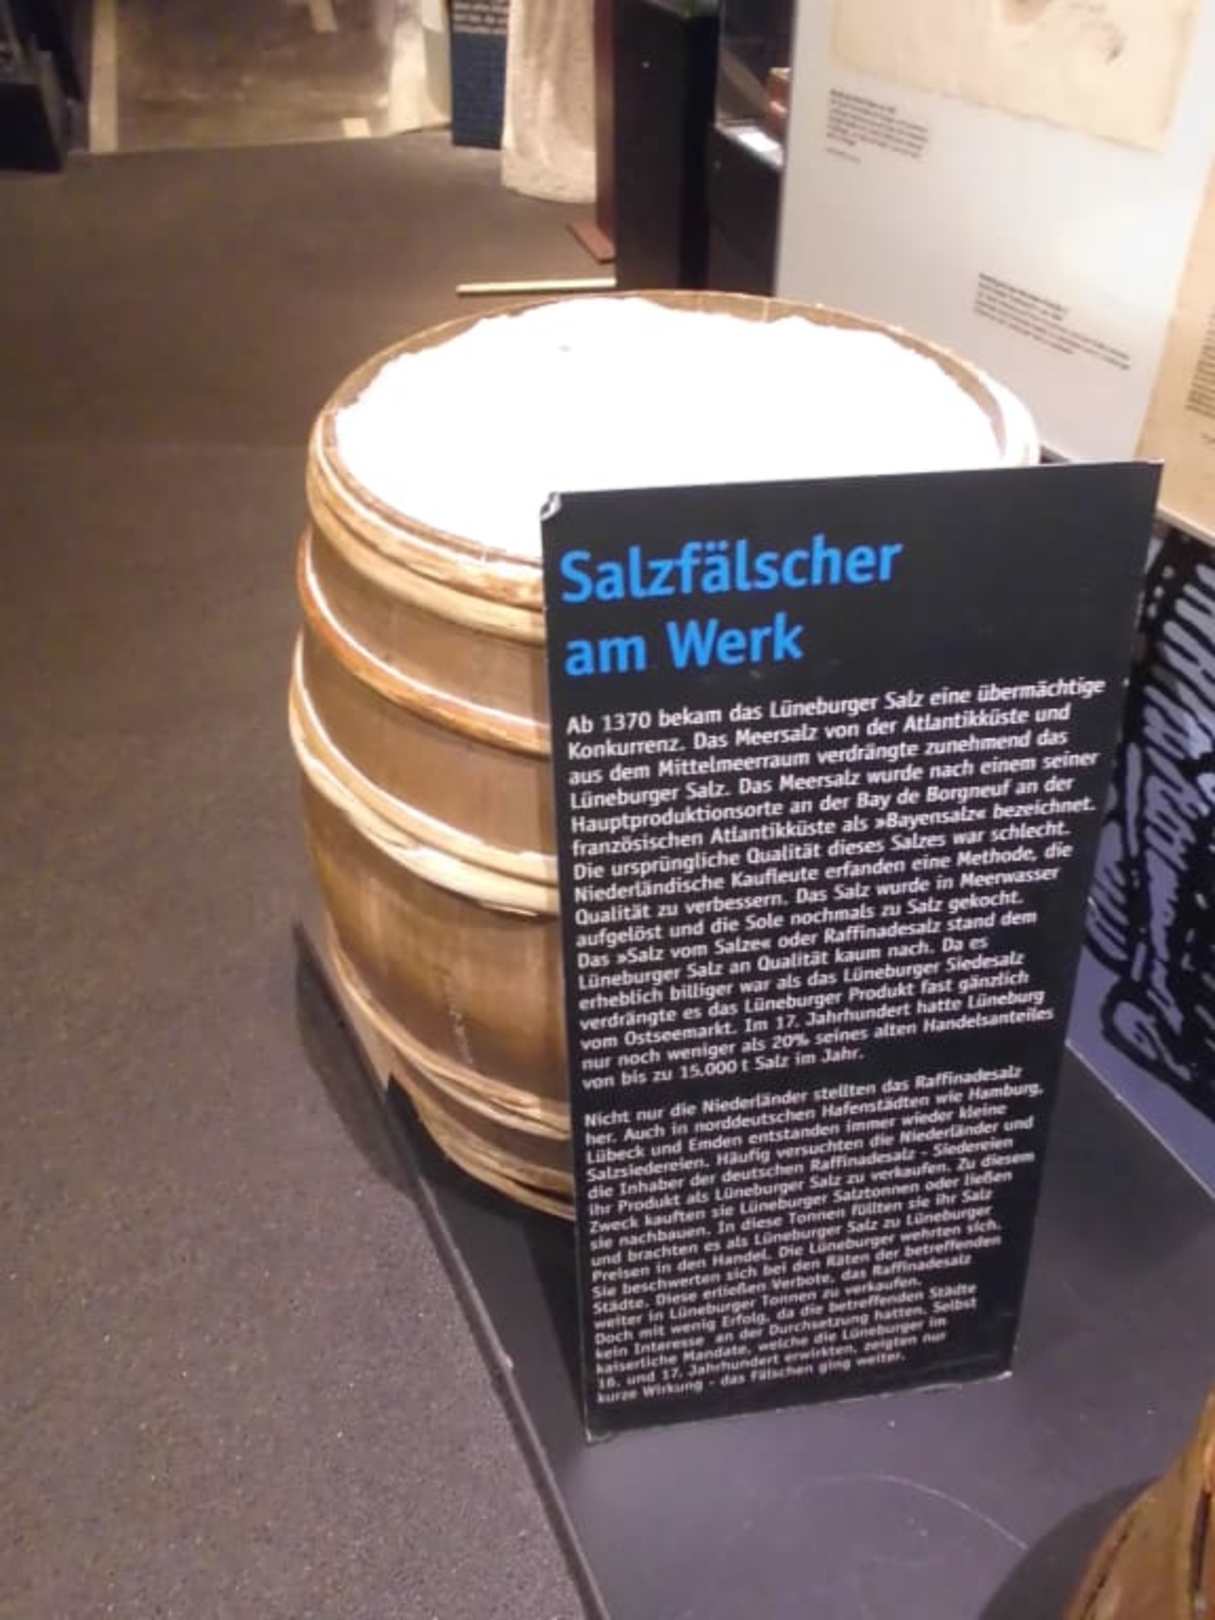 Salzfälscher
am Werk
Ab 1370 bekam das Lüneburger Salz eine übermächtige
Konkurrenz. Das Meersalz von der Atlantikküste und
aus dem Mittelmeerraum verdrängte zunehmend das
Lüneburger Salz. Das Meersalz wurde nach einem seiner
Hauptproduktionsorte an der Bay de Borgneuf an der
französischen Atlantikküste als »Bayensalz« bezeichnet.
Die ursprüngliche Qualität dieses Salzes war schlecht.
Niederländische Kaufleute erfanden eine Methode, die
Qualität zu verbessern. Das Salz wurde in Meerwasser
aufgelöst und die Sole nochmals zu Salz gekocht.
Das »Salz vom Salze« oder Raffinadesalz stand dem
Lüneburger Salz an Qualität kaum nach. Da es
erheblich billiger war als das Lüneburger Siedesalz
verdrängte es das Lüneburger Produkt fast gänzlich
vom Ostseemarkt. Im 17. Jahrhundert hatte Lüneburg
nur noch weniger als 20% seines alten Handelsanteiles
von bis zu 15.000 t Salz im Jahr.
Nicht nur die Niederländer stellten das Raffinadesalz
her. Auch in norddeutschen Hafenstädten wie Hamburg,
Lübeck und Emden entstanden immer wieder kleine
Salzsiedereien. Häufig versuchten die Niederländer und
die Inhaber der deutschen Raffinadesalz - Siedereien
ihr Produkt als Lüneburger Salz zu verkaufen. Zu diesem
Zweck kauften sie Lüneburger Salztonnen oder ließen
sie nachbauen. In diese Tonnen füllten sie ihr Salz
und brachten es als Lüneburger Salz zu Lüneburger
Preisen in den Handel. Die Lüneburger wehrten sich.
Sie beschwerten sich bei den Räten der betreffenden
Städte. Diese erließen Verbote, das Raffinadesalz
weiter in Lüneburger Tonnen zu verkaufen.
Doch mit wenig Erfolg, da die betreffenden Städte
kein Interesse an der Durchsetzung hatten. Selbst
kaiserliche Mandate, welche die Lüneburger im
16. und 17. Jahrhundert erwirkten, zeigten nur
kurze Wirkung - das Fälschen ging weiter.